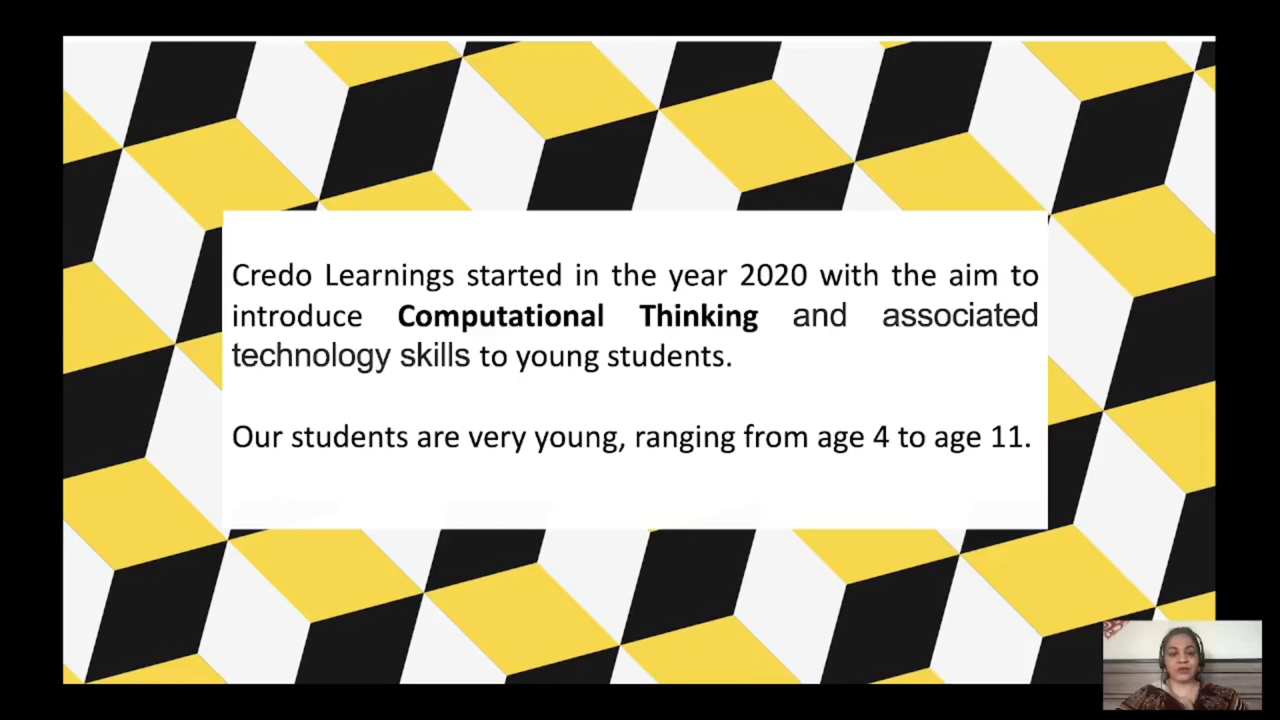 Credo Learnings started in the year 2020 with the aim to
introduce Computational Thinking and associated
technology skills to young students.
Our students are very young, ranging from age 4 to age 11.